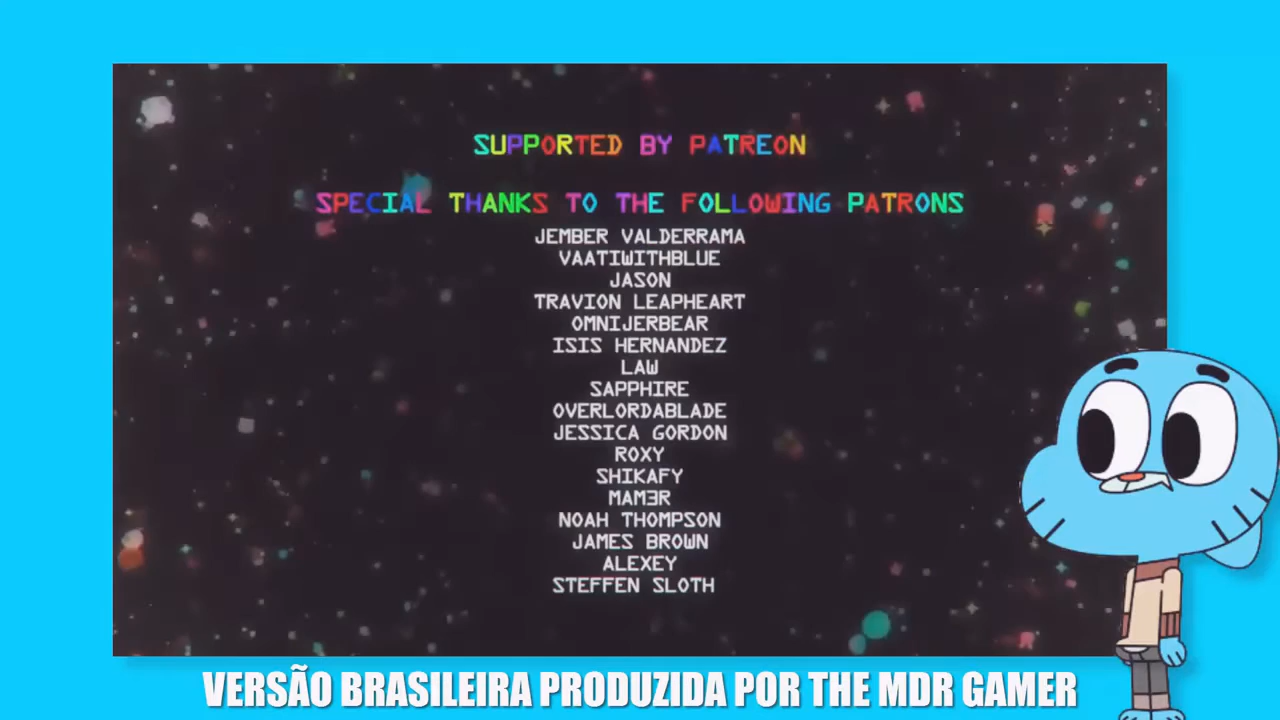 SUPPORTED BY PATREON
SPECIAL THANKS TO THE FOLLOWING PATRONS
JEMBER VALDERRAMA
VAATIWITHBLUE
JASON
TRAVION LEAPHEART
OMNIJERBEAR
ISIS HERNANDEZ
LAW
SAPPHIRE
OVERLORDABLADE
JESSICA GORDON
ROXY
SHIKAFY
MAM3R
NOAH THOMPSON
JAMES BROWN
ALEXEY
STEFFEN SLOTH
VERSÃO BRASILEIRA PRODUZIDA POR THE MDR GAMER